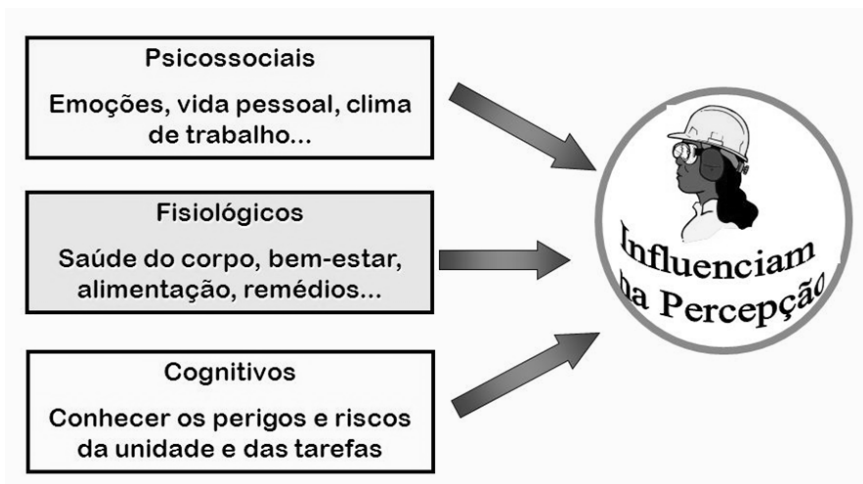 Psicossociais
Emoções, vida pessoal, clima
de trabalho...
Fisiológicos
Saúde do corpo, bem-estar,
alimentação, remédios...
Cognitivos
Conhecer os perigos e riscos
da unidade e das tarefas
Influenciam
na Percepção